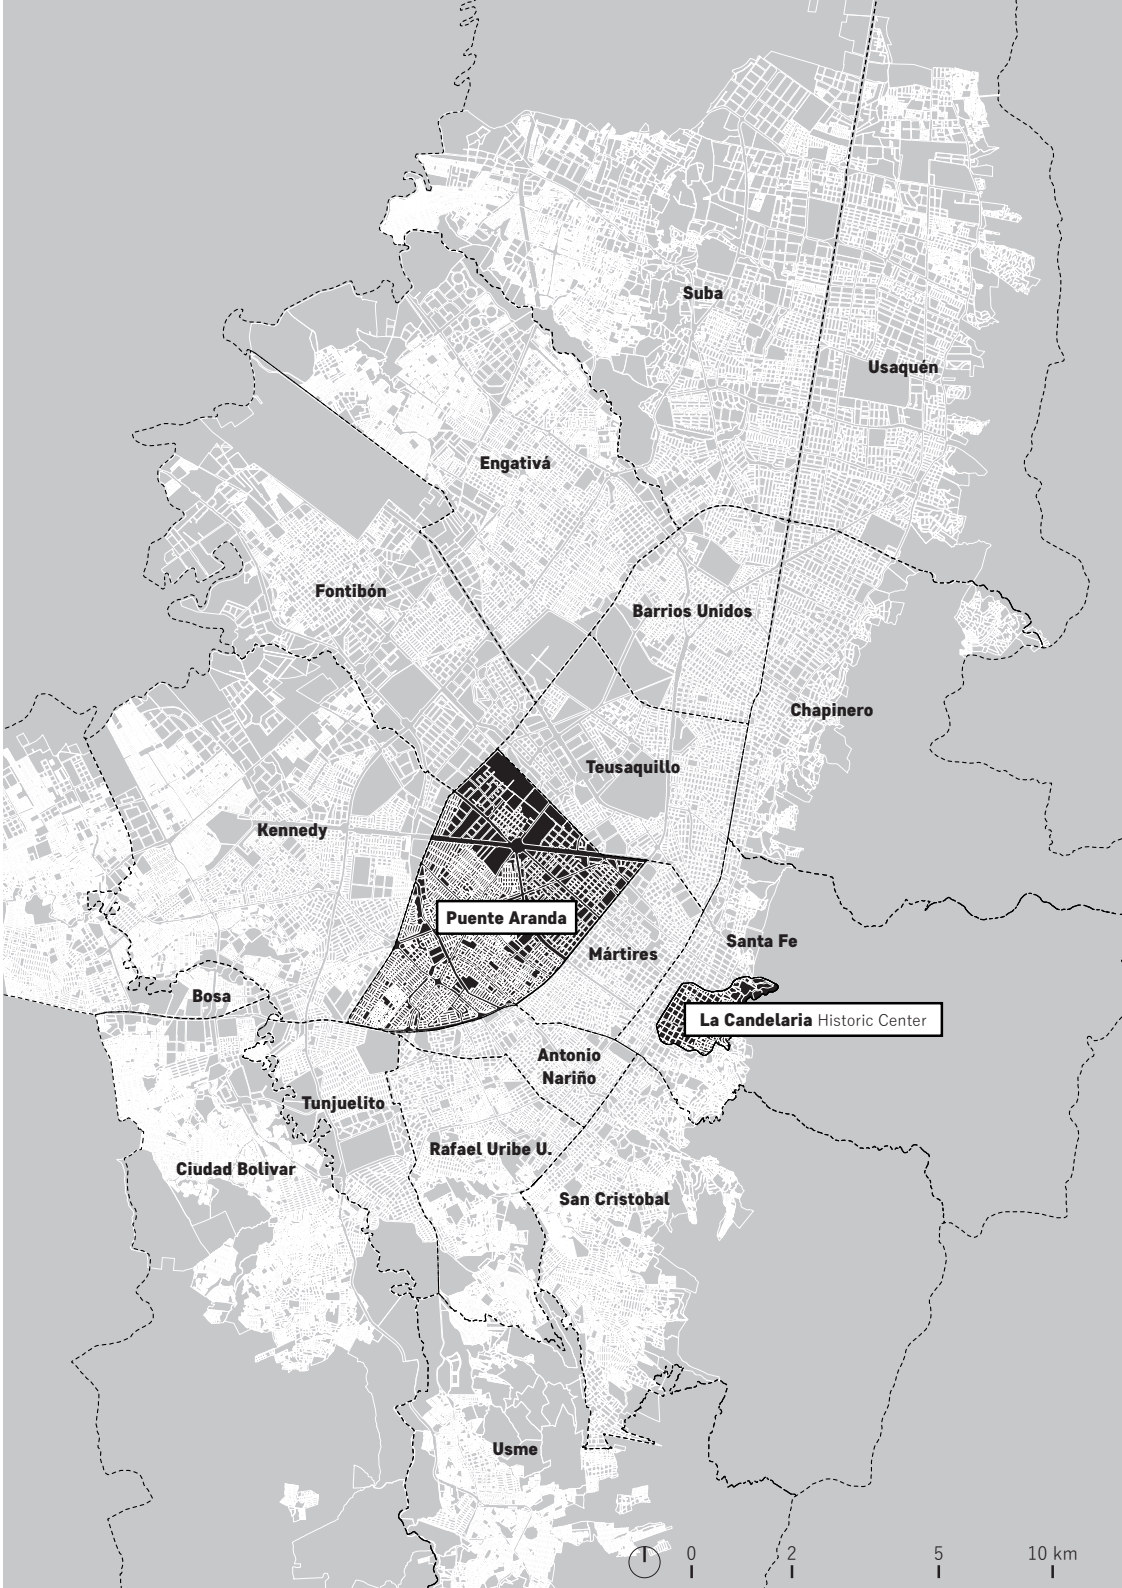 Suba
Usaquén
Engativá
Fontibón
Barrios Unidos
Chapinero
Teusaquillo
Kennedy
Puente Aranda
Santa Fe
Mártires
Bosa
La Candelaria Historic Center
Antonio
Nariño
Tunjuelito
Rafael Uribe U.
Ciudad Bolivar
San Cristobal
Usme
0 2 5 10 km